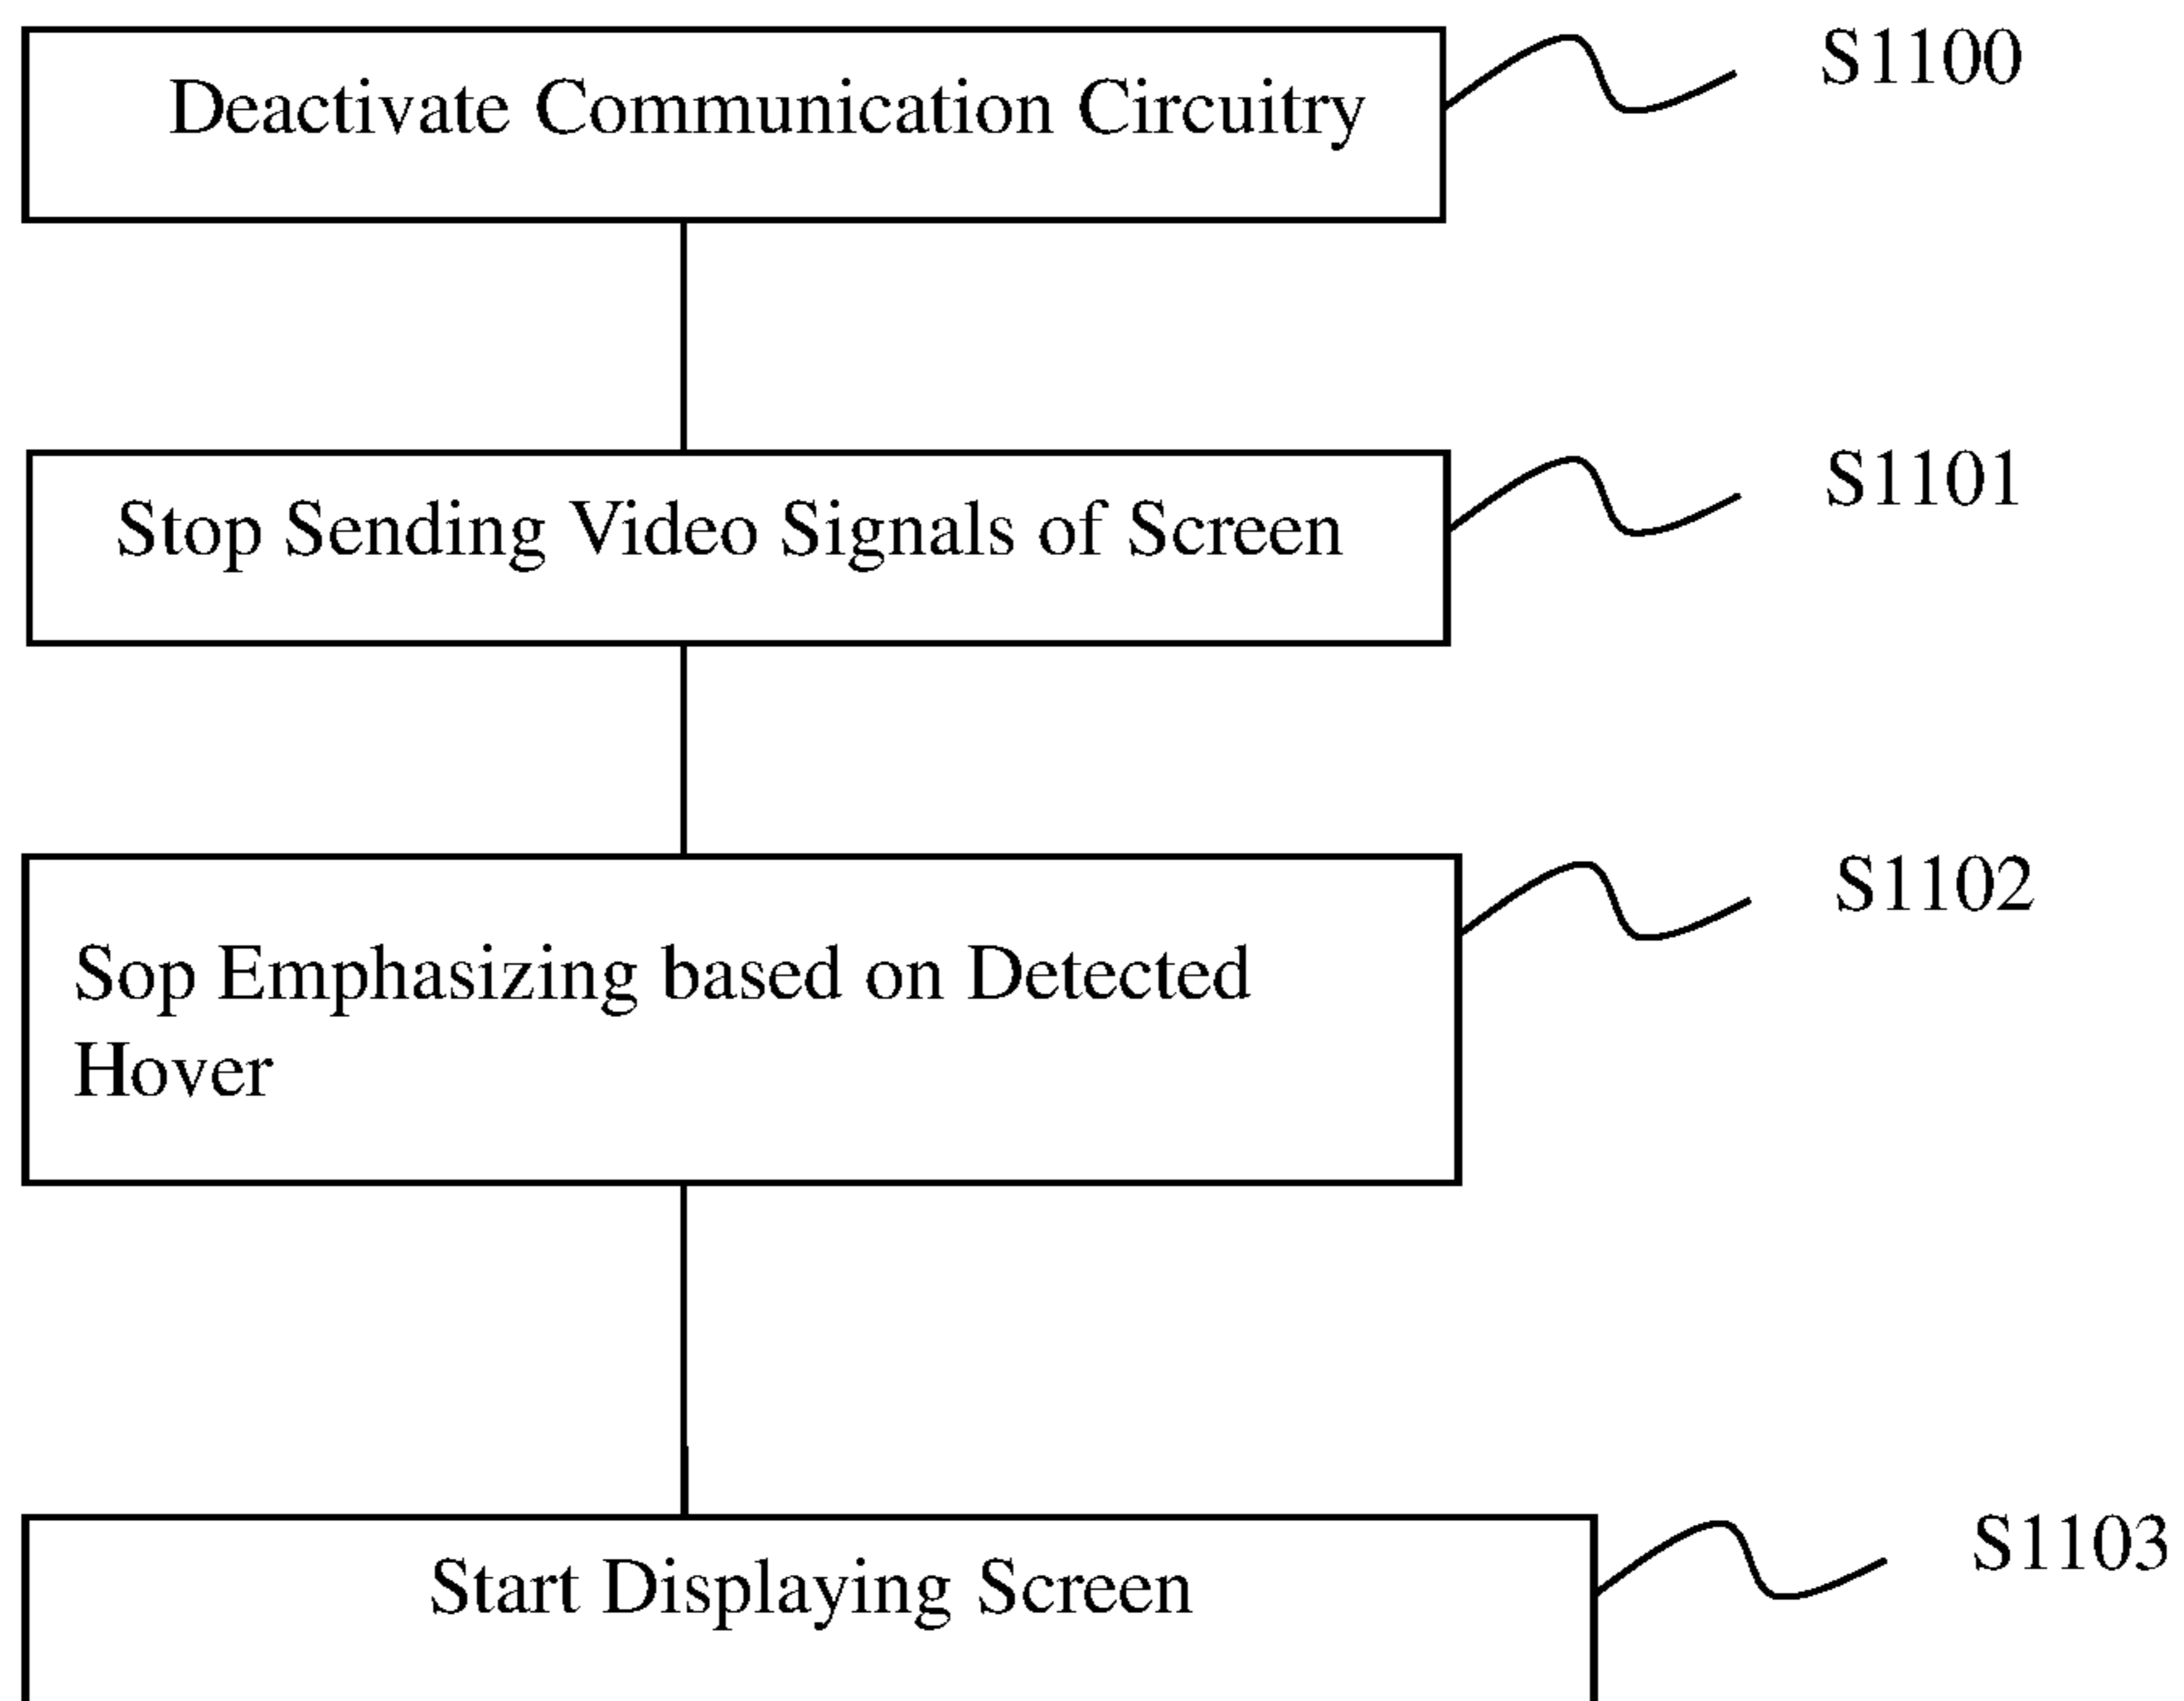 Deactivate Communication Circuitry
S1100
Stop Sending Video Signals of Screen
S1101
Sop Emphasizing based on Detected
Hover
S1102
Start Displaying Screen
S1103